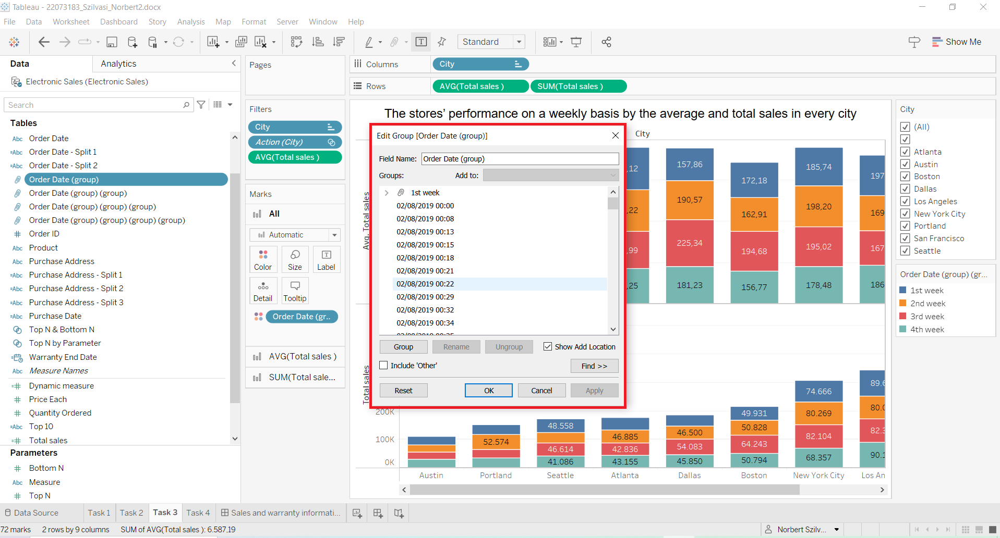 Tableau - 22073183_Szilvasi_Norbert2.docx
File Data Worksheet Dashboard Story Analysis Map Format Server Window Help
Standard
Show Me
Data Analytics
Electronic Sales (Electronic Sales)
Search
Tables
Abc Order Date
=Abc Order Date - Split 1
=Abc Order Date - Split 2
Order Date (group)
Order Date (group) (group)
Order Date (group) (group) (group)
Order Date (group) (group) (group) (group)
# Order ID
Abc Product
Abc Purchase Address
=Abc Purchase Address - Split 1
=Abc Purchase Address - Split 2
=Abc Purchase Address - Split 3
=Abc Purchase Date
Top N & Bottom N
Top N by Parameter
Warranty End Date
Abc Measure Names
=# Dynamic measure
# Price Each
# Quantity Ordered
=Abc Top 10
=# Total sales
Parameters
# Bottom N
Abc Measure
# Top N
Pages
Filters
City
Action (City)
AVG(Total sales )
Marks
All
Automatic
Color Size Label
Detail Tooltip
Order Date (gr..
AVG(Total sales )
SUM(Total sale...
Columns City
Rows AVG(Total sales ) SUM(Total sales )
The stores’ performance on a weekly basis by the average and total sales in every city
City
Avg. Total sales
,12 157,86 172,18 185,74 197
,22 190,57 162,91 198,20 169
,99 225,34 194,68 195,02 167
,25 181,23 156,77 178,48 186
Total sales
200K
100K
0K
48.558 49.931 74.666 89.6
52.574 46.885 46.500 50.828 80.269 80.0
46.614 42.836 54.083 64.243 82.104 82.3
41.086 43.155 45.850 50.794 68.357 90.1
Austin Portland Seattle Atlanta Dallas Boston New York City Los An
Edit Group [Order Date (group)]
Field Name: Order Date (group)
Groups: Add to:
1st week
02/08/2019 00:00
02/08/2019 00:08
02/08/2019 00:13
02/08/2019 00:15
02/08/2019 00:18
02/08/2019 00:21
02/08/2019 00:22
02/08/2019 00:29
02/08/2019 00:32
02/08/2019 00:34
Group Rename Ungroup Show Add Location
Include 'Other' Find >>
Reset OK Cancel Apply
City
(All)
Atlanta
Austin
Boston
Dallas
Los Angeles
New York City
Portland
San Francisco
Seattle
Order Date (group) (gr...
1st week
2nd week
3rd week
4th week
Data Source Task 1 Task 2 Task 3 Task 4 Sales and warranty informati...
72 marks 2 rows by 9 columns SUM of AVG(Total sales ): 6.587,19
Norbert Szilv...